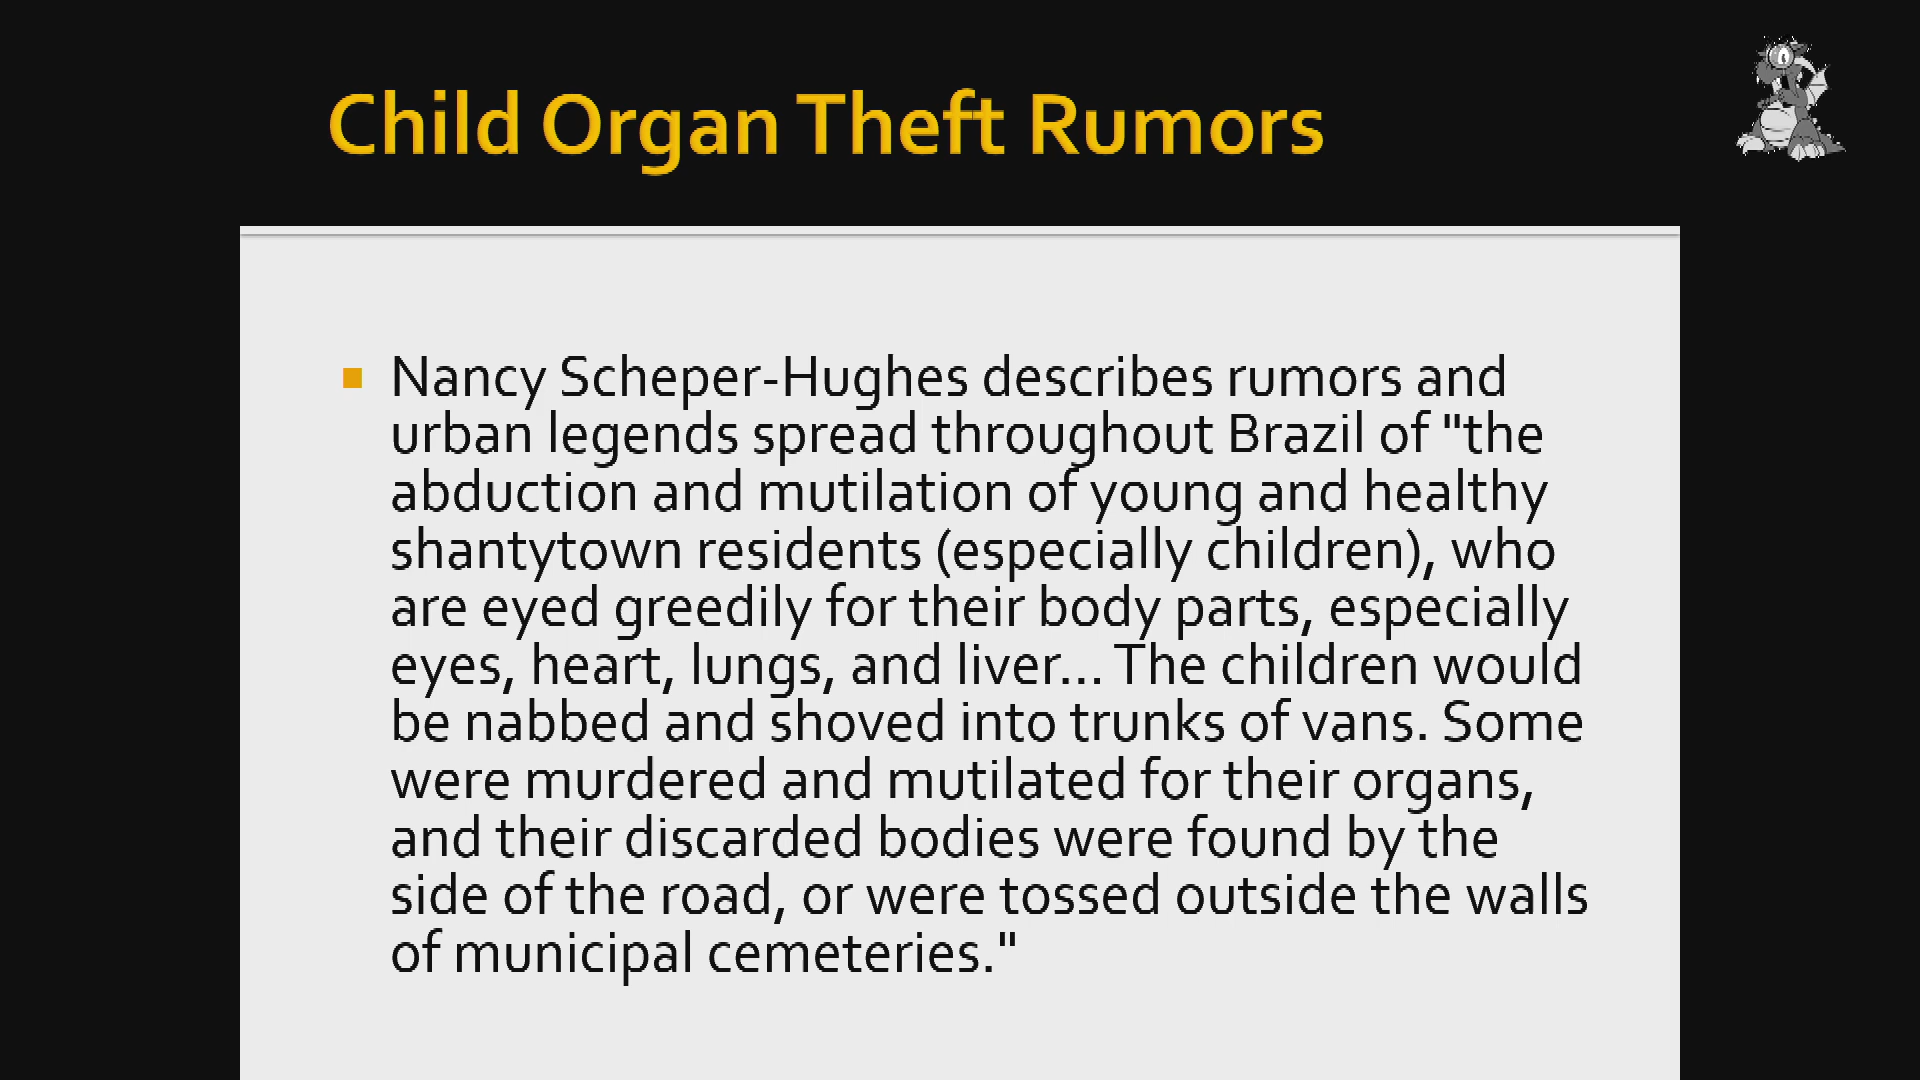 Child Organ Theft Rumors
Nancy Scheper-Hughes describes rumors and
urban legends spread throughout Brazil of "the
abduction and mutilation of young and healthy
shantytown residents (especially children), who
are eyed greedily for their body parts, especially
eyes, heart, lungs, and liver... The children would
be nabbed and shoved into trunks of vans. Some
were murdered and mutilated for their organs,
and their discarded bodies were found by the
side of the road, or were tossed outside the walls
of municipal cemeteries."